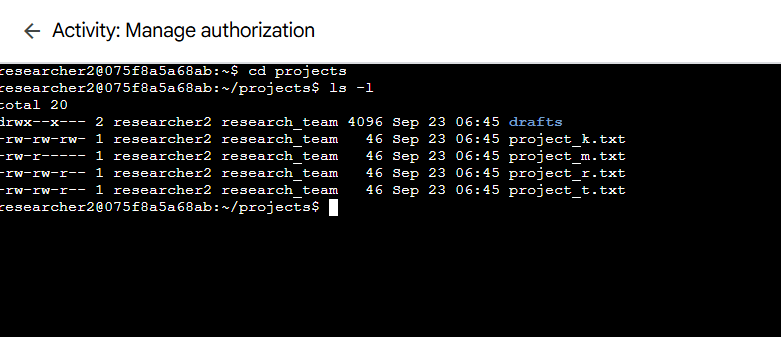 ← Activity: Manage authorization
researcher2@075f8a5a68ab:~$ cd projects
researcher2@075f8a5a68ab:~/projects$ ls -l
total 20
drwx--x--- 2 researcher2 research_team 4096 Sep 23 06:45 drafts
-rw-rw-rw- 1 researcher2 research_team   46 Sep 23 06:45 project_k.txt
-rw-r----- 1 researcher2 research_team   46 Sep 23 06:45 project_m.txt
-rw-rw-r-- 1 researcher2 research_team   46 Sep 23 06:45 project_r.txt
-rw-rw-r-- 1 researcher2 research_team   46 Sep 23 06:45 project_t.txt
researcher2@075f8a5a68ab:~/projects$